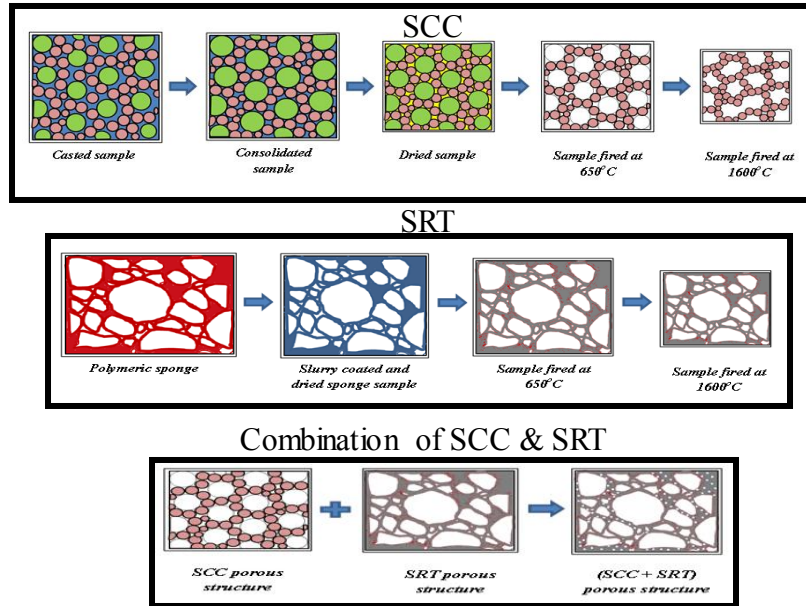 SCC
Casted sample
Consolidated
sample
Dried sample
Sample fired at
650°C
Sample fired at
1600°C
SRT
Polymeric sponge
Slurry coated and
dried sponge sample
Sample fired at
650°C
Sample fired at
1600°C
Combination of SCC & SRT
SCC porous
structure
SRT porous
structure
(SCC + SRT)
porous structure